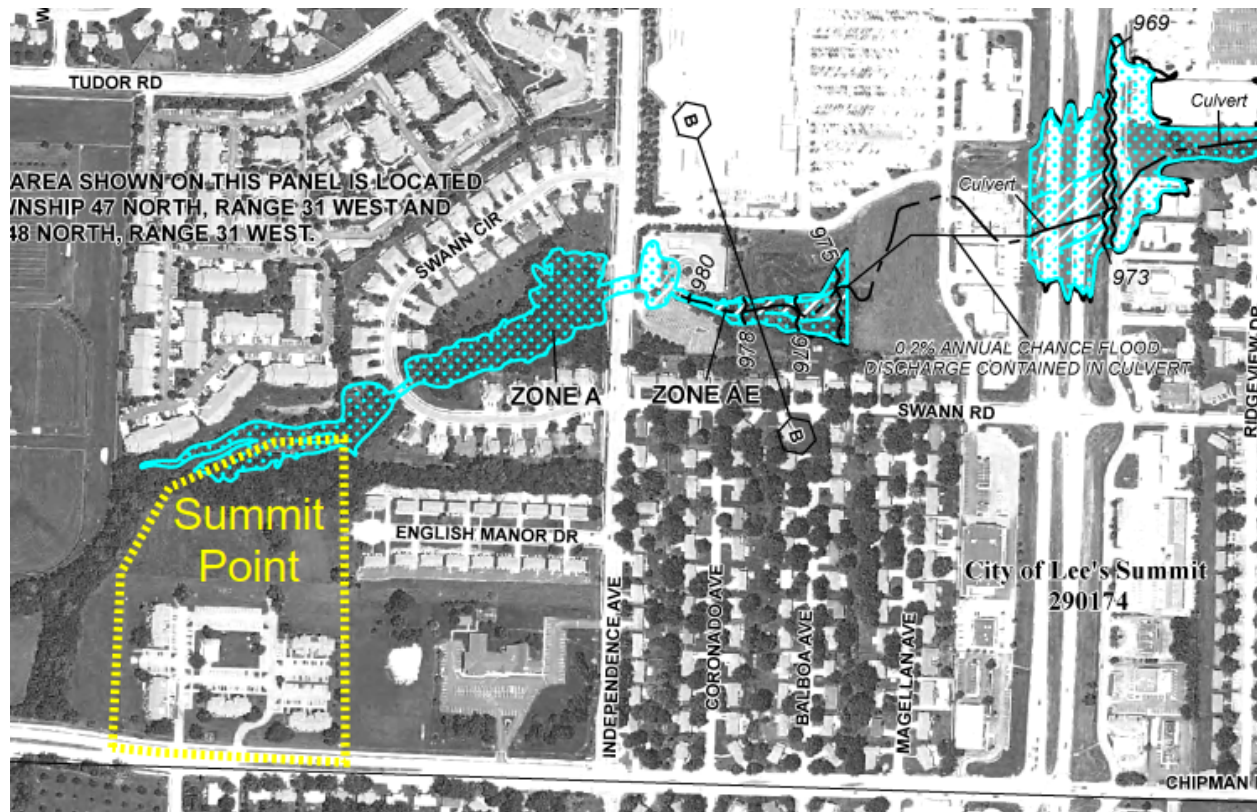 969
TUDOR RD
Culvert
B
AREA SHOWN ON THIS PANEL IS LOCATED
WNSHIP 47 NORTH, RANGE 31 WEST AND
48 NORTH, RANGE 31 WEST.
Culvert
SWANN CIR
975
980
973
978
976
0.2% ANNUAL CHANCE FLOOD
DISCHARGE CONTAINED IN CULVERT
ZONE A
ZONE AE
SWANN RD
RIDGEVIEW DR
B
Summit
Point
ENGLISH MANOR DR
City of Lee's Summit
290174
INDEPENDENCE AVE
CORONADO AVE
BALBOA AVE
MAGELLAN AVE
CHIPMAN